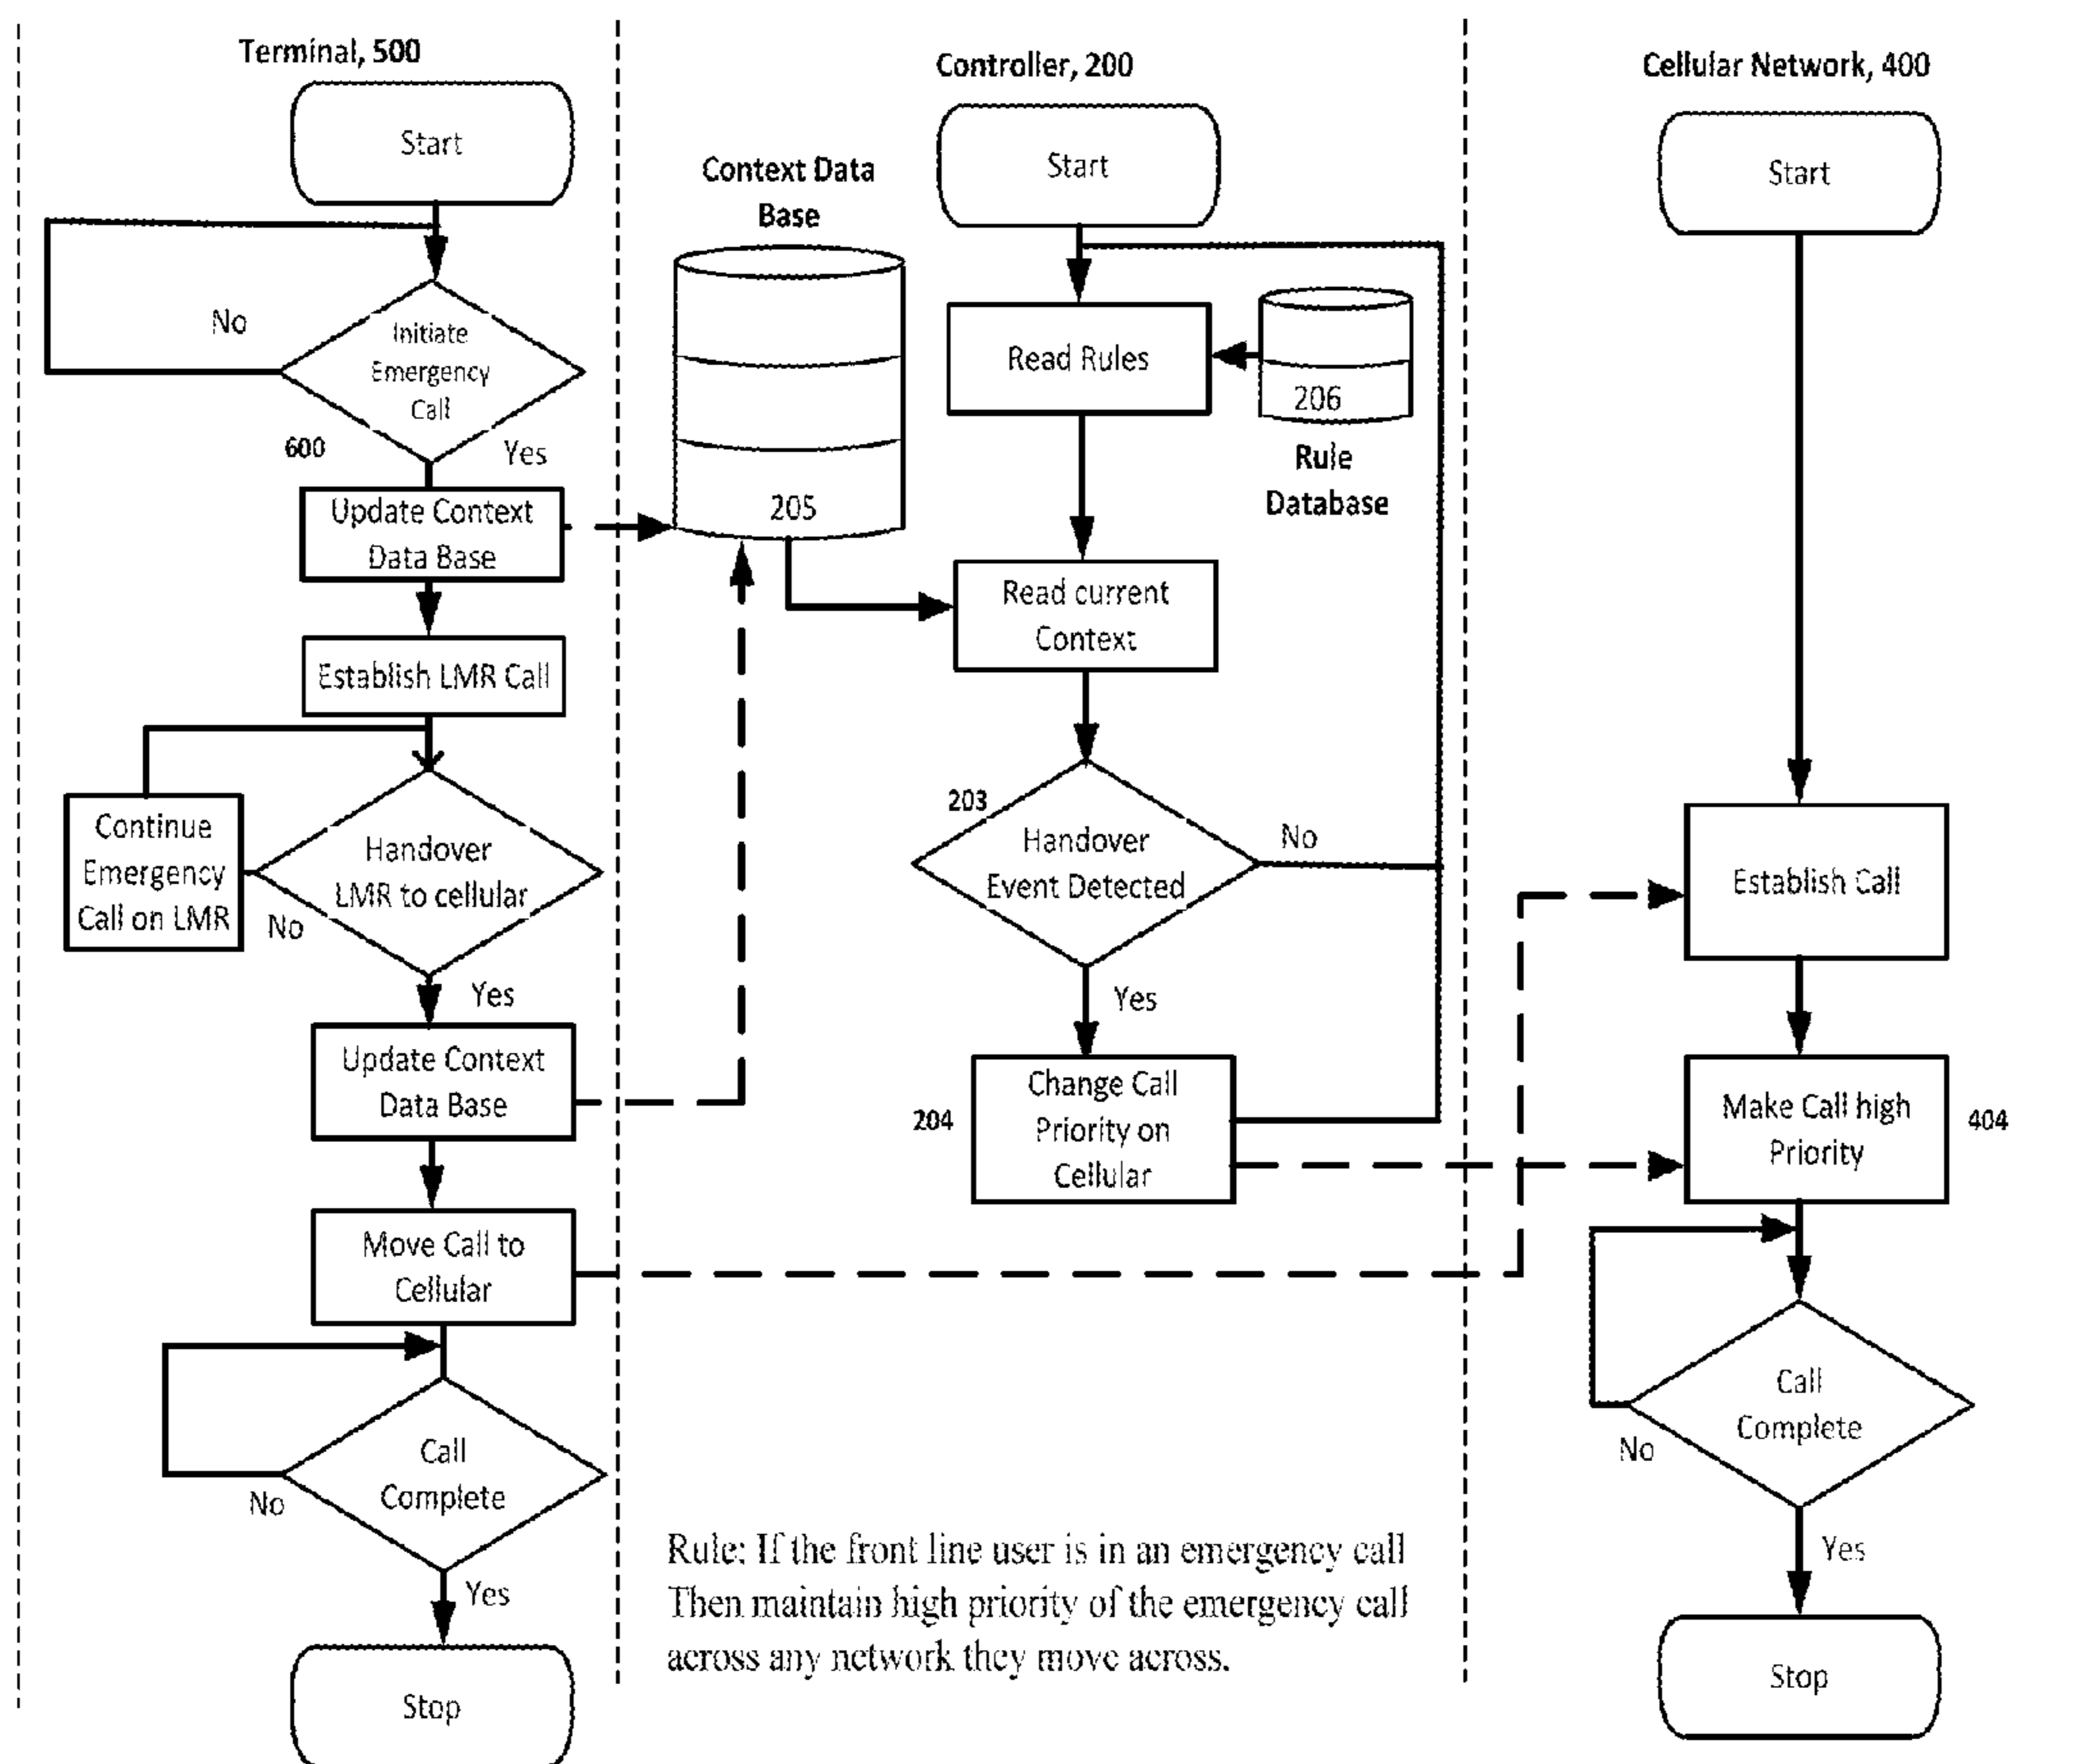 Terminal, 500
Start
No
Initiate
Emergency
Call
600
Yes
Update Context
Data Base
Establish LMR Call
Continue
Emergency
Call on LMR
Handover
LMR to cellular
No
Yes
Update Context
Data Base
Move Call to
Cellular
Call
Complete
No
Yes
Stop
Controller, 200
Context Data
Base
205
Start
Read Rules
206
Rule
Database
Read current
Context
203
Handover
Event Detected
No
Yes
204
Change Call
Priority on
Cellular
Rule: If the front line user is in an emergency call
Then maintain high priority of the emergency call
across any network they move across.
Cellular Network, 400
Start
Establish Call
Make Call high
Priority
404
Call
Complete
No
Yes
Stop